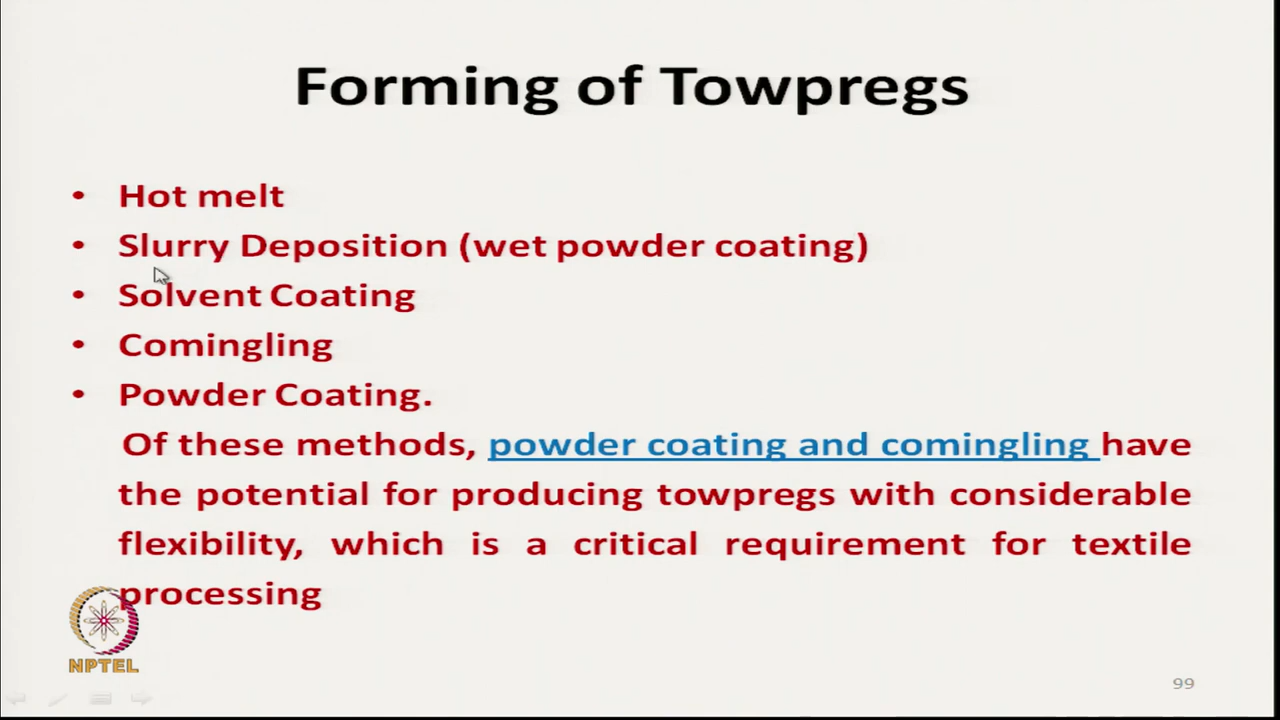 Forming of Towpregs
• Hot melt
• Slurry Deposition (wet powder coating)
• Solvent Coating
• Comingling
• Powder Coating.
Of these methods, powder coating and comingling have
the potential for producing towpregs with considerable
flexibility, which is a critical requirement for textile
processing
NPTEL
99